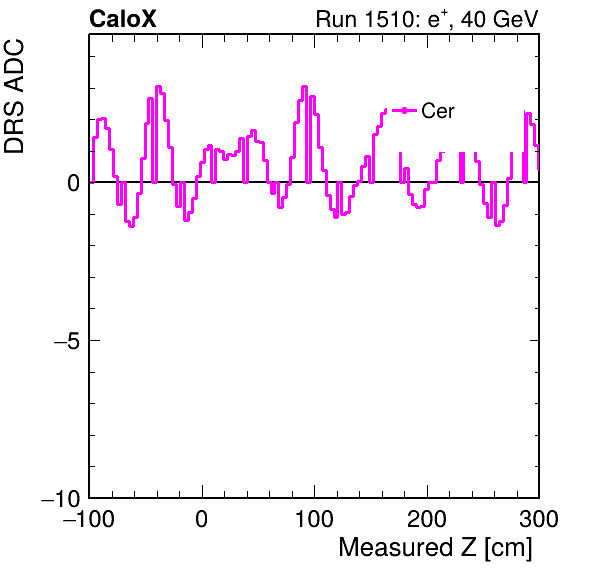 CaloX
Run 1510: e⁺, 40 GeV
DRS ADC
Cer
0
−5
−10
−100 0 100 200 300
Measured Z [cm]